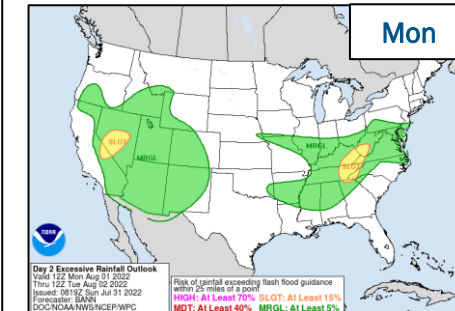 Mon
SLGT
MRGL
MRGL
SLGT
NOAA
Day 2 Excessive Rainfall Outlook
Valid 12Z Mon Aug 01 2022
Thru 12Z Tue Aug 02 2022
Issued: 0819Z Sun Jul 31 2022
Forecaster: BANN
DOC/NOAA/NWS/NCEP/WPC
Risk of rainfall exceeding flash flood guidance
within 25 miles of a point
HIGH: At Least 70% SLGT: At Least 15%
MDT: At Least 40% MRGL: At Least 5%